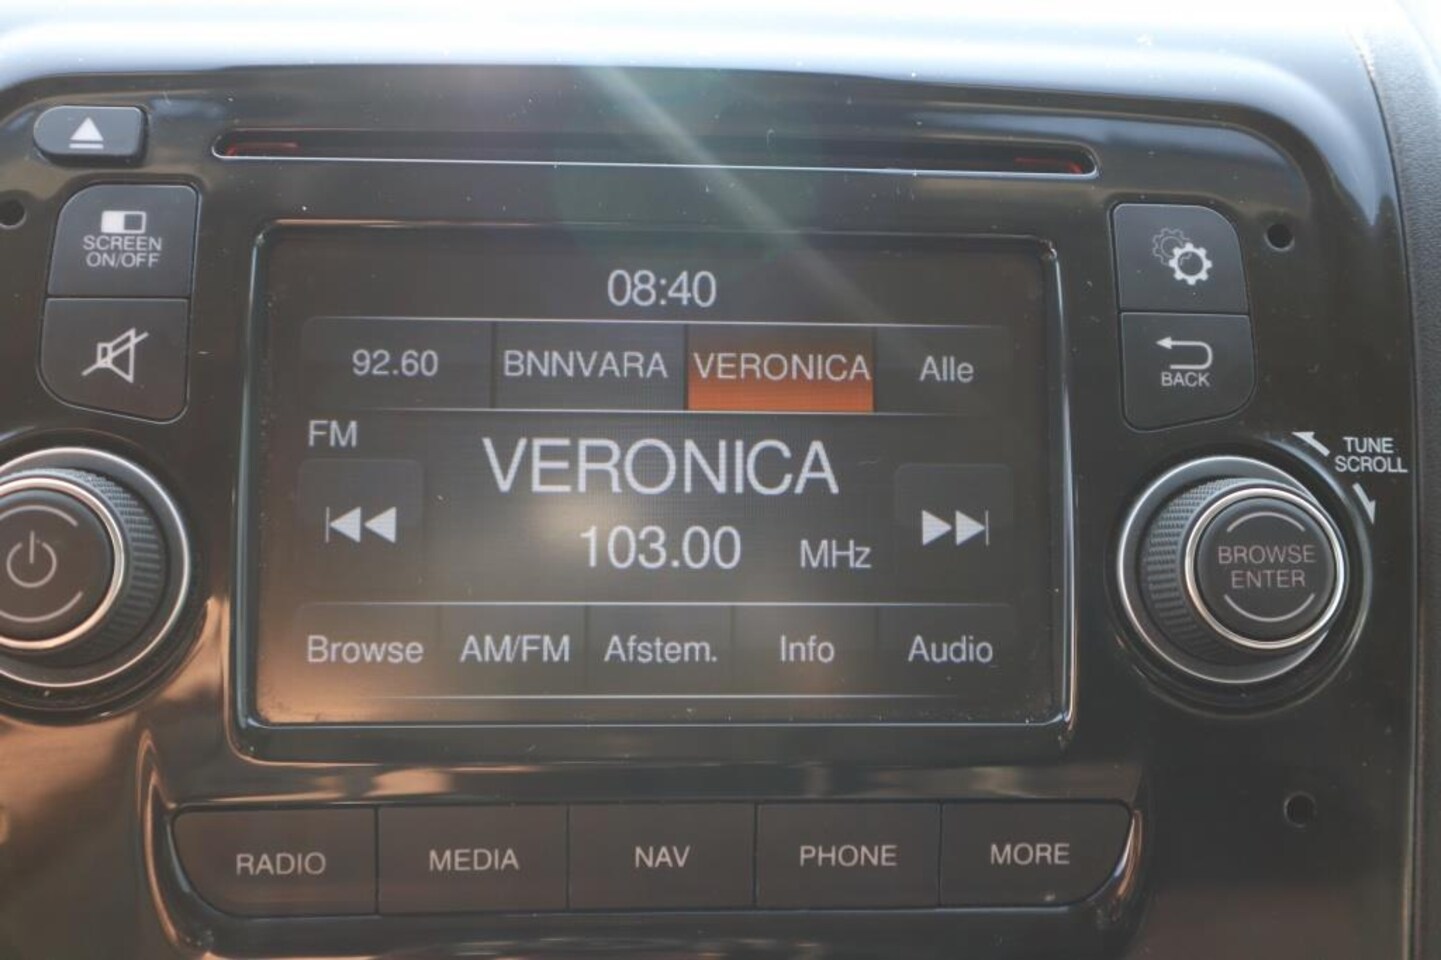 SCREEN
ON/OFF
08:40
92.60 BNNVARA VERONICA Alle
FM
VERONICA
103.00 MHz
Browse AM/FM Afstem. Info Audio
BACK
TUNE
SCROLL
BROWSE
ENTER
RADIO MEDIA NAV PHONE MORE